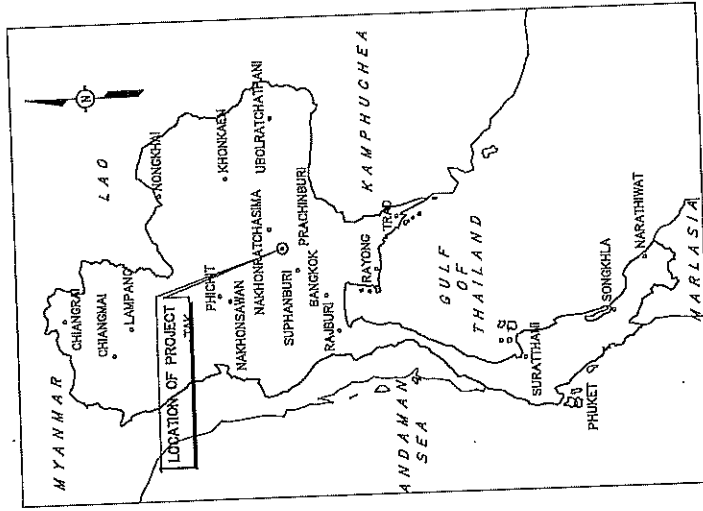 MYANMAR
LAO
CHIANGRAI
CHIANGMAI
LAMPANG
NONGKHAI
LOCATION OF PROJECT
TAK
PHICHIT
NAKHONSAWAN
KHONKAEN
NAKHONRATCHASIMA
UBOLRATCHATHANI
SUPHANBURI
PRACHINBURI
BANGKOK
RAJBURI
RAYONG
TRAD
KAMPHUCHEA
GULF
OF
THAILAND
ANDAMAN
SEA
SURATTHANI
PHUKET
SONGKHLA
NARATHIWAT
MARLASIA
N